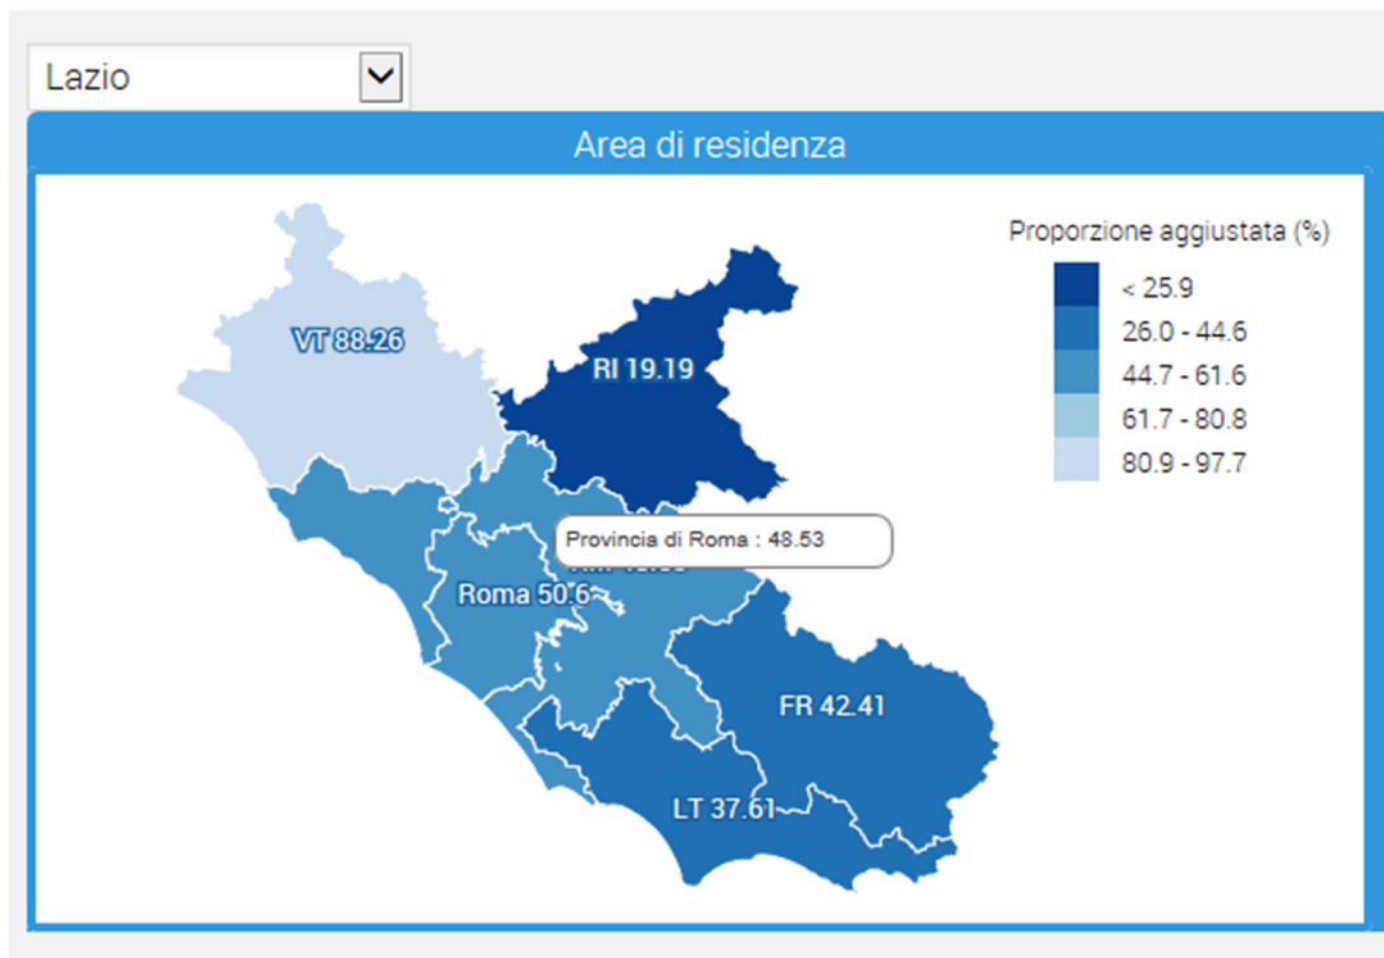 Lazio
Area di residenza
Proporzione aggiustata (%)
< 25.9
26.0 - 44.6
44.7 - 61.6
61.7 - 80.8
80.9 - 97.7
VT 88.26
RI 19.19
Provincia di Roma : 48.53
Roma 50.6
FR 42.41
LT 37.61